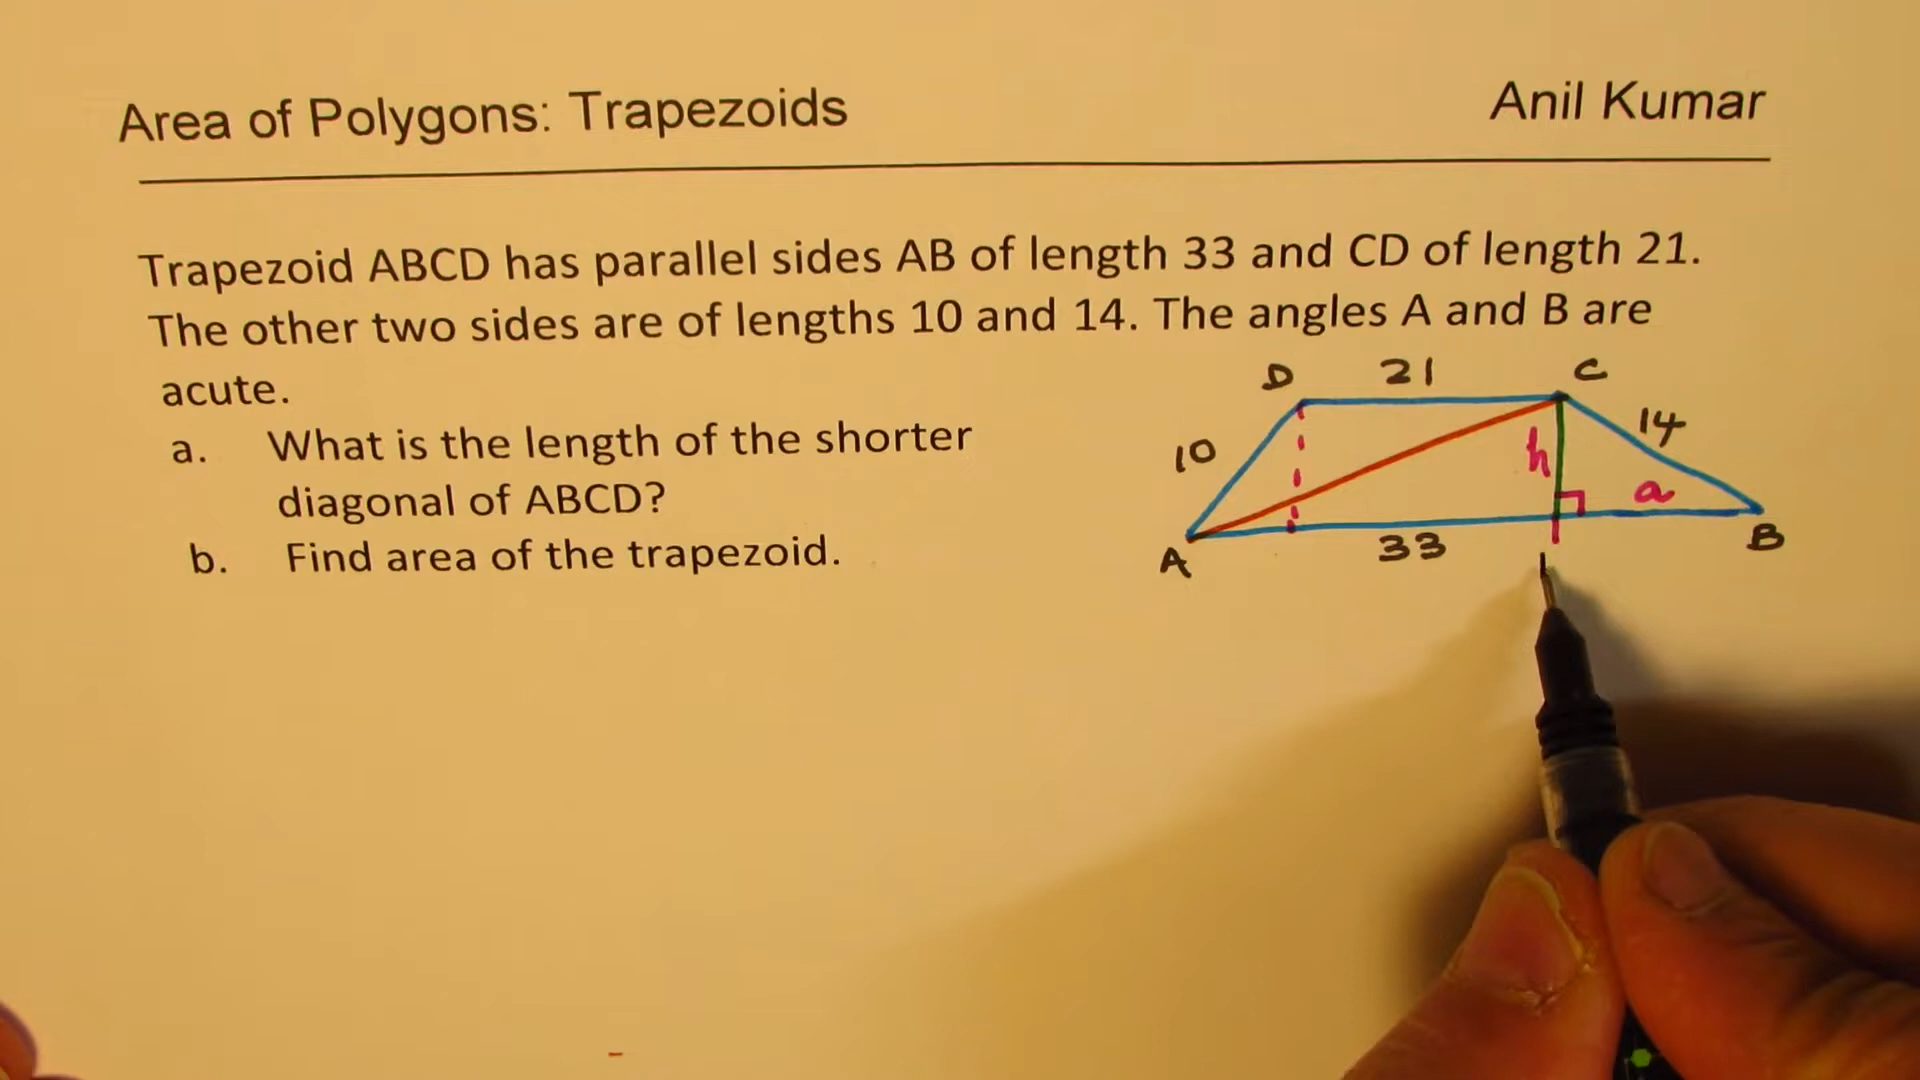 Area of Polygons: Trapezoids
Anil Kumar
Trapezoid ABCD has parallel sides AB of length 33 and CD of length 21.
The other two sides are of lengths 10 and 14. The angles A and B are
acute.
a. What is the length of the shorter
diagonal of ABCD?
b. Find area of the trapezoid.
D 21 C
10 h 14
a
A 33 B